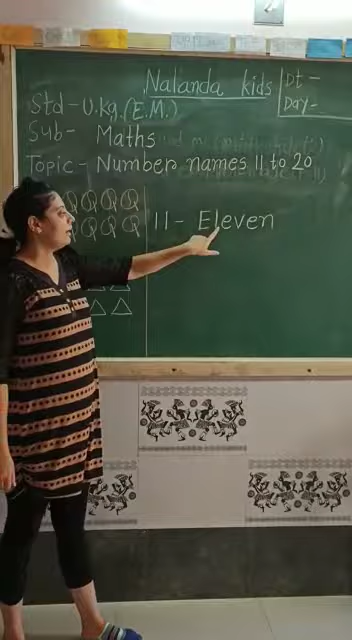 Nalanda kids
Dt -
Day -
Std - U.kg.(E.M.)
Sub - Maths
Topic - Number names 11 to 20
11 - Eleven